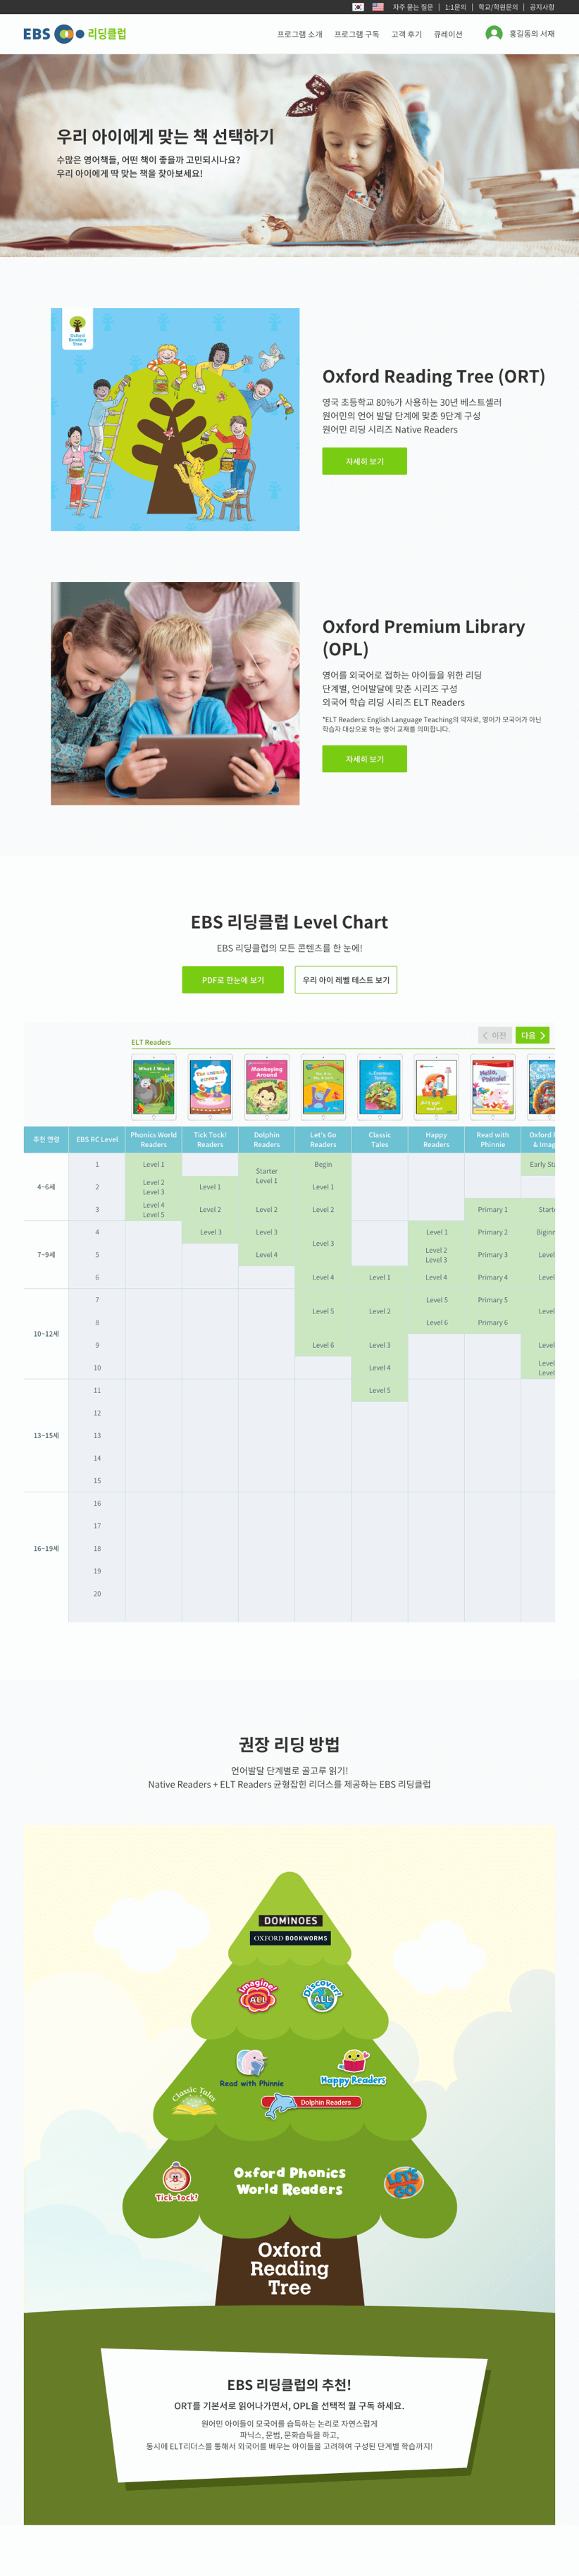 자주 묻는 질문 | 1:1문의 | 학교/학원문의 | 공지사항
EBS 리딩클럽
프로그램 소개 프로그램 구독 고객 후기 큐레이션 홍길동의 서재
우리 아이에게 맞는 책 선택하기
수많은 영어책들, 어떤 책이 좋을까 고민되시나요?
우리 아이에게 딱 맞는 책을 찾아보세요!
Oxford
Reading
Tree
Oxford Reading Tree (ORT)
영국 초등학교 80%가 사용하는 30년 베스트셀러
원어민의 언어 발달 단계에 맞춘 9단계 구성
원어민 리딩 시리즈 Native Readers
자세히 보기
Oxford Premium Library
(OPL)
영어를 외국어로 접하는 아이들을 위한 리딩
단계별, 언어발달에 맞춘 시리즈 구성
외국어 학습 리딩 시리즈 ELT Readers
*ELT Readers: English Language Teaching의 약자로, 영어가 모국어가 아닌
학습자 대상으로 하는 영어 교재를 의미합니다.
자세히 보기
EBS 리딩클럽 Level Chart
EBS 리딩클럽의 모든 콘텐츠를 한 눈에!
PDF로 한눈에 보기
우리 아이 레벨 테스트 보기
이전 다음
ELT Readers
What I Want
Monkeying
Around
Hello,
Phinnie!
추천 연령 EBS RC Level
Phonics World
Readers
Tick Tock!
Readers
Dolphin
Readers
Let's Go
Readers
Classic
Tales
Happy
Readers
Read with
Phinnie
Oxford
& Imag
4~6세
1 Level 1 Starter Begin Early Sta
2 Level 2 Level 1 Level 1 Level 1
Level 3
3 Level 4 Level 2 Level 2 Level 2 Primary 1 Start
Level 5
7~9세
4 Level 3 Level 3 Level 3 Level 1 Primary 2 Biginn
5 Level 4 Level 2 Primary 3 Level
Level 3
6 Level 4 Level 1 Level 4 Primary 4 Level
10~12세
7 Level 5 Level 2 Level 5 Primary 5 Level
8 Level 6 Primary 6
9 Level 6 Level 3 Level
10 Level 4 Level
Level
13~15세
11 Level 5
12
13
14
15
16~19세
16
17
18
19
20
권장 리딩 방법
언어발달 단계별로 골고루 읽기!
Native Readers + ELT Readers 균형잡힌 리더스를 제공하는 EBS 리딩클럽
DOMINOES
OXFORD BOOKWORMS
Imagine!
ALL
Discover!
ALL
Read with Phinnie
Happy Readers
Classic Tales
Dolphin Readers
Tick-tock!
Oxford Phonics
World Readers
LET'S
GO
Oxford
Reading
Tree
EBS 리딩클럽의 추천!
ORT를 기본서로 읽어나가면서, OPL을 선택적 월 구독 하세요.
원어민 아이들이 모국어를 습득하는 논리로 자연스럽게
파닉스, 문법, 문화습득을 하고,
동시에 ELT리더스를 통해서 외국어를 배우는 아이들을 고려하여 구성된 단계별 학습까지!